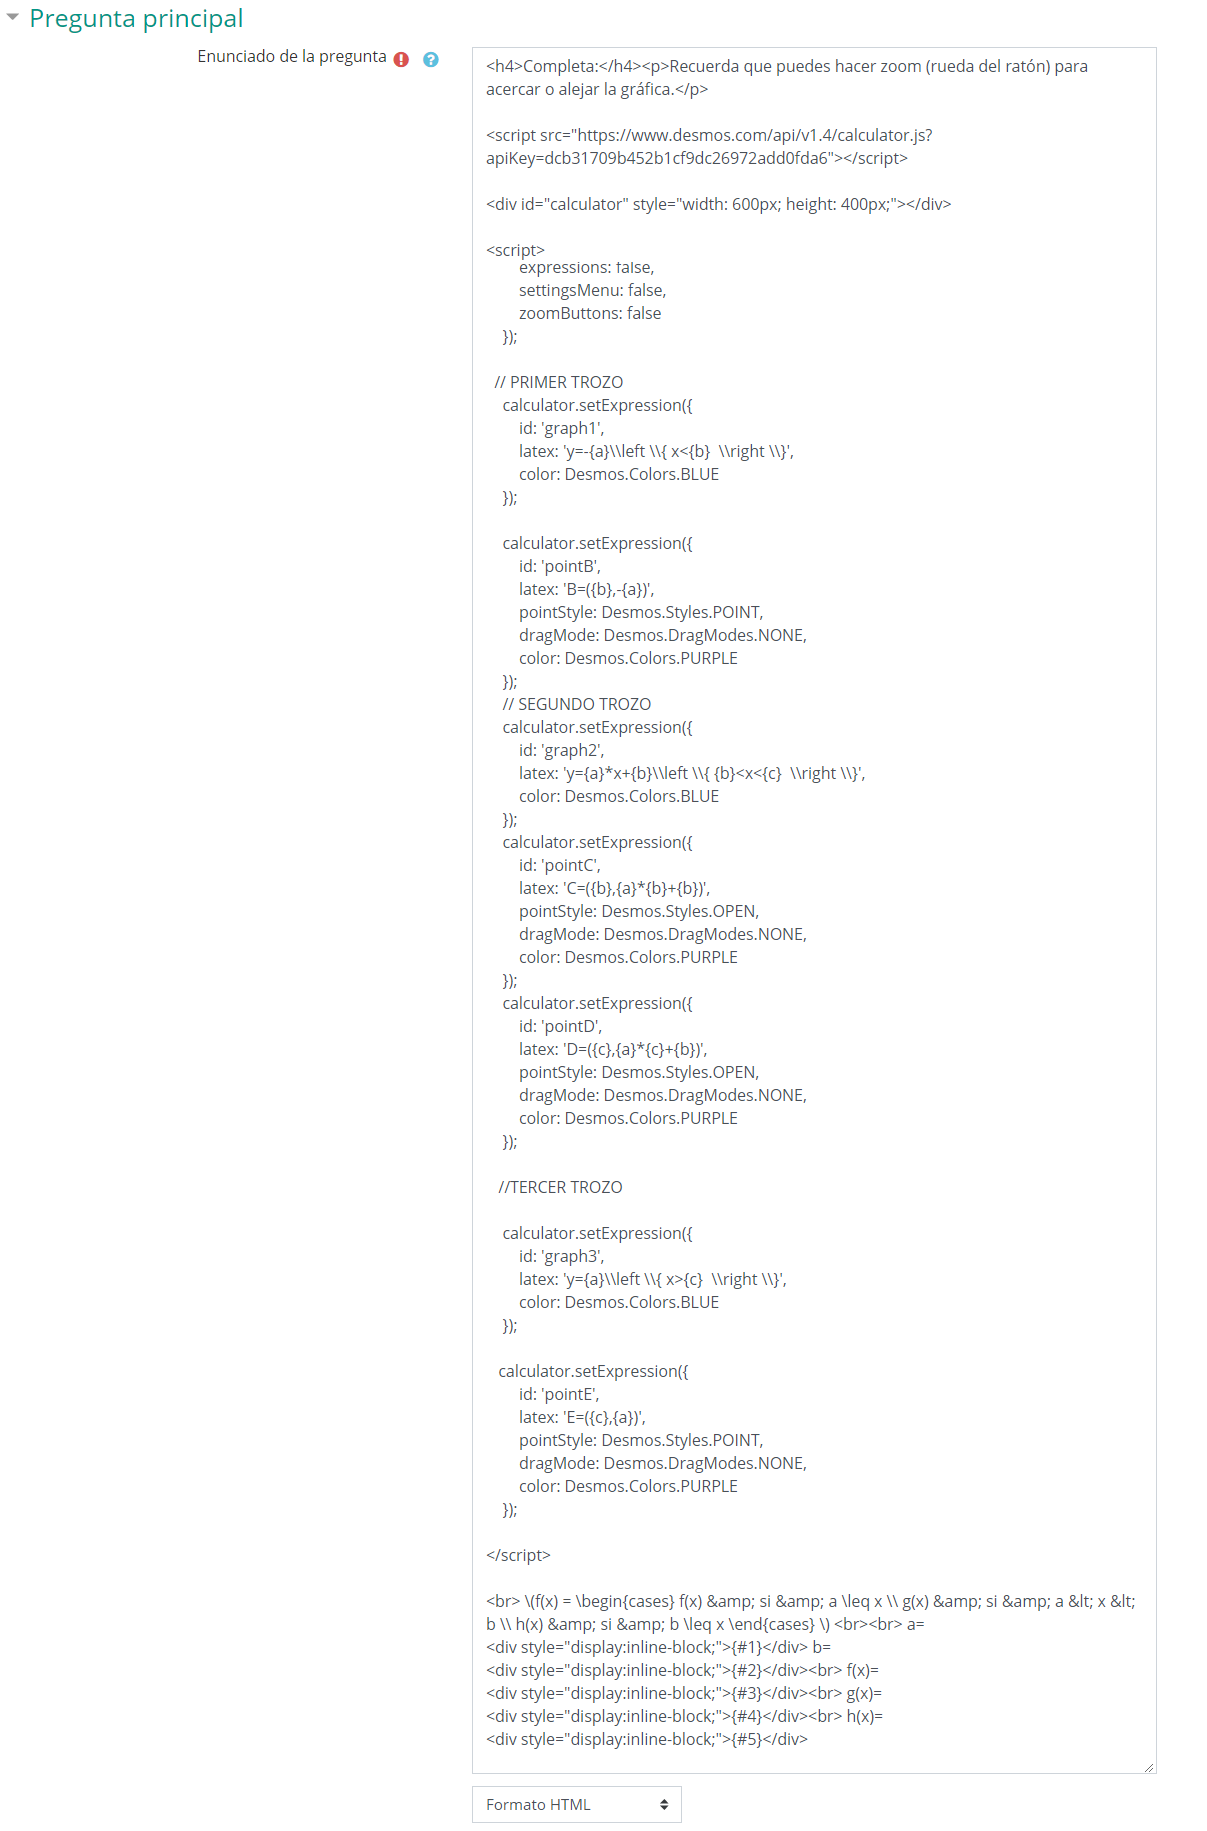 Pregunta principal
Enunciado de la pregunta
<h4>Completa:</h4><p>Recuerda que puedes hacer zoom (rueda del ratón) para
acercar o alejar la gráfica.</p>
<script src="https://www.desmos.com/api/v1.4/calculator.js?
apiKey=dcb31709b452b1cf9dc26972add0fda6"></script>
<div id="calculator" style="width: 600px; height: 400px;"></div>
<script>
expressions: false,
settingsMenu: false,
zoomButtons: false
});
// PRIMER TROZO
calculator.setExpression({
id: 'graph1',
latex: 'y=-{a}\\left \\{ x<{b}  \\right \\}',
color: Desmos.Colors.BLUE
});
calculator.setExpression({
id: 'pointB',
latex: 'B=({b},-{a})',
pointStyle: Desmos.Styles.POINT,
dragMode: Desmos.DragModes.NONE,
color: Desmos.Colors.PURPLE
});
// SEGUNDO TROZO
calculator.setExpression({
id: 'graph2',
latex: 'y={a}*x+{b}\\left \\{ {b}<x<{c}  \\right \\}',
color: Desmos.Colors.BLUE
});
calculator.setExpression({
id: 'pointC',
latex: 'C=({b},{a}*{b}+{b})',
pointStyle: Desmos.Styles.OPEN,
dragMode: Desmos.DragModes.NONE,
color: Desmos.Colors.PURPLE
});
calculator.setExpression({
id: 'pointD',
latex: 'D=({c},{a}*{c}+{b})',
pointStyle: Desmos.Styles.OPEN,
dragMode: Desmos.DragModes.NONE,
color: Desmos.Colors.PURPLE
});
//TERCER TROZO
calculator.setExpression({
id: 'graph3',
latex: 'y={a}\\left \\{ x>{c}  \\right \\}',
color: Desmos.Colors.BLUE
});
calculator.setExpression({
id: 'pointE',
latex: 'E=({c},{a})',
pointStyle: Desmos.Styles.POINT,
dragMode: Desmos.DragModes.NONE,
color: Desmos.Colors.PURPLE
});
</script>
<br> \(f(x) = \begin{cases} f(x) &amp; si &amp; a \leq x \\ g(x) &amp; si &amp; a &lt; x &lt;
b \\ h(x) &amp; si &amp; b \leq x \end{cases} \) <br><br> a=
<div style="display:inline-block;">{#1}</div> b=
<div style="display:inline-block;">{#2}</div><br> f(x)=
<div style="display:inline-block;">{#3}</div><br> g(x)=
<div style="display:inline-block;">{#4}</div><br> h(x)=
<div style="display:inline-block;">{#5}</div>
Formato HTML